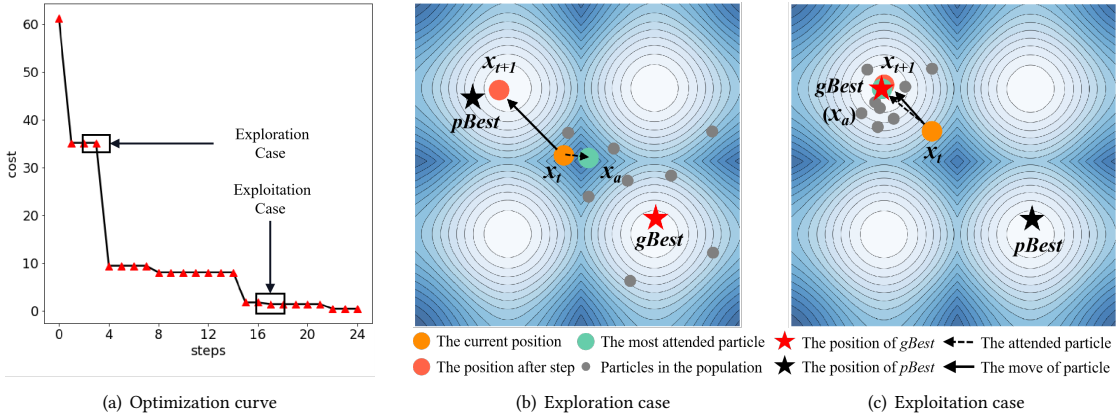 60
50
40
30
20
10
0
cost
0
4
8
12
16
20
24
steps
Exploration
Case
Exploitation
Case
(a) Optimization curve
x_{t+1}
pBest
x_t
x_a
gBest
(b) Exploration case
x_{t+1}
gBest
(x_a)
x_t
pBest
(c) Exploitation case
The current position
The most attended particle
The position of gBest
The attended particle
The position after step
Particles in the population
The position of pBest
The move of particle